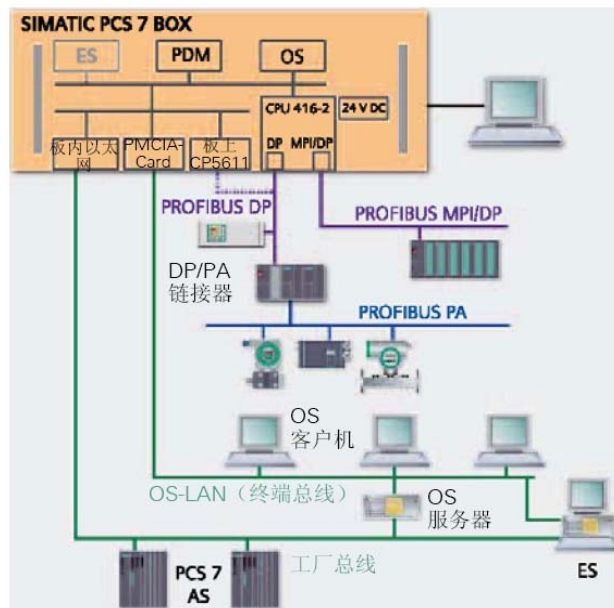 SIMATIC PCS 7 BOX
ES
PDM
OS
CPU 416-2
24 V DC
DP
MPI/DP
板内以太
网
PMCIA-
Card
板上
CP5611
PROFIBUS DP
PROFIBUS MPI/DP
DP/PA
链接器
PROFIBUS PA
OS
客户机
OS-LAN（终端总线）
OS
服务器
工厂总线
PCS 7
AS
ES